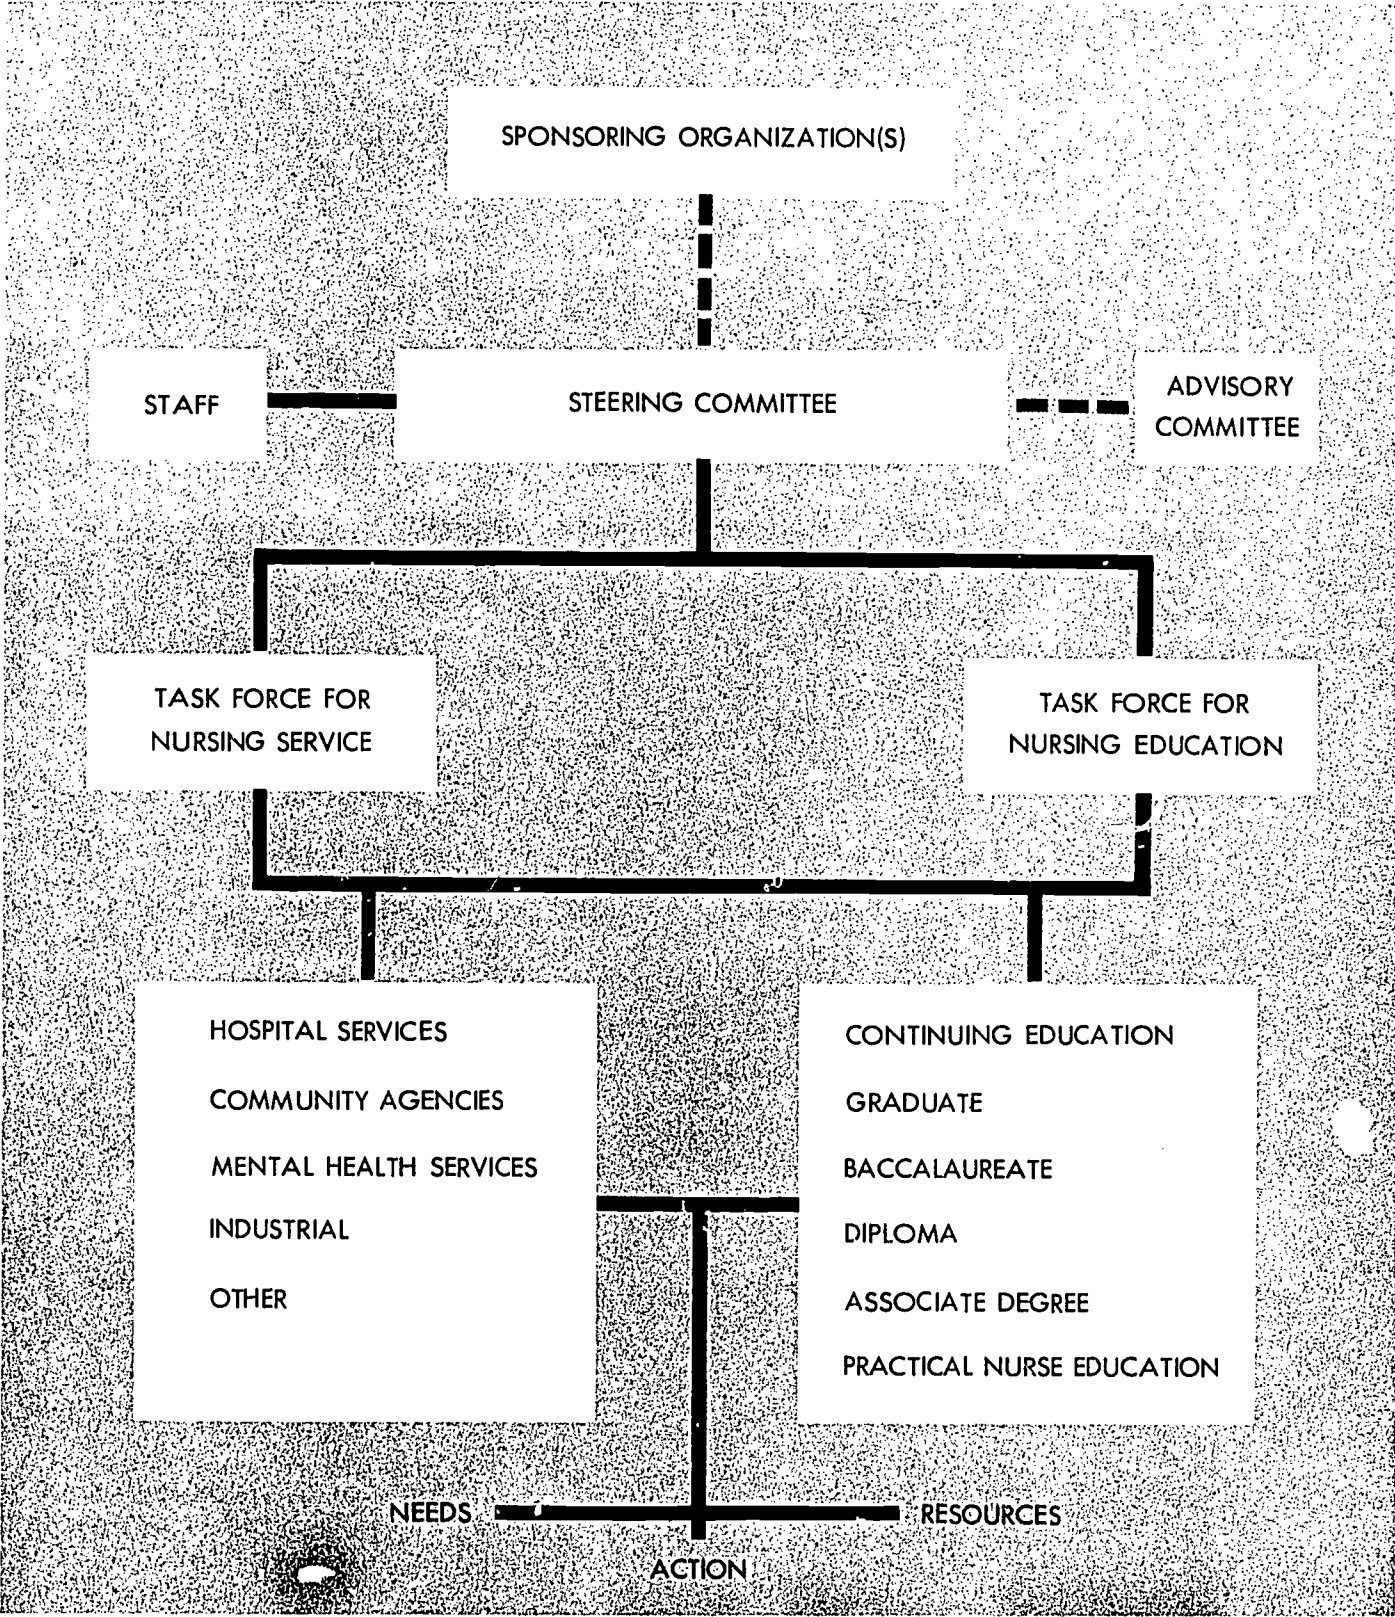 SPONSORING ORGANIZATION(S)
STAFF
STEERING COMMITTEE
ADVISORY
COMMITTEE
TASK FORCE FOR
NURSING SERVICE
TASK FORCE FOR
NURSING EDUCATION
HOSPITAL SERVICES
COMMUNITY AGENCIES
MENTAL HEALTH SERVICES
INDUSTRIAL
OTHER
CONTINUING EDUCATION
GRADUATE
BACCALAUREATE
DIPLOMA
ASSOCIATE DEGREE
PRACTICAL NURSE EDUCATION
NEEDS
RESOURCES
ACTION